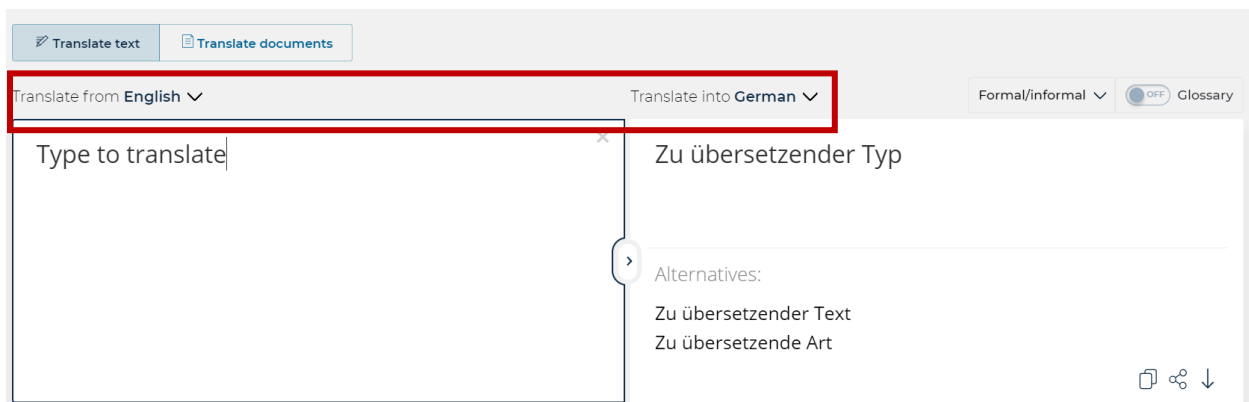 Translate text
Translate documents
Translate from English
Translate into German
Formal/informal
OFF
Glossary
Type to translate
Zu übersetzender Typ
Alternatives:
Zu übersetzender Text
Zu übersetzende Art